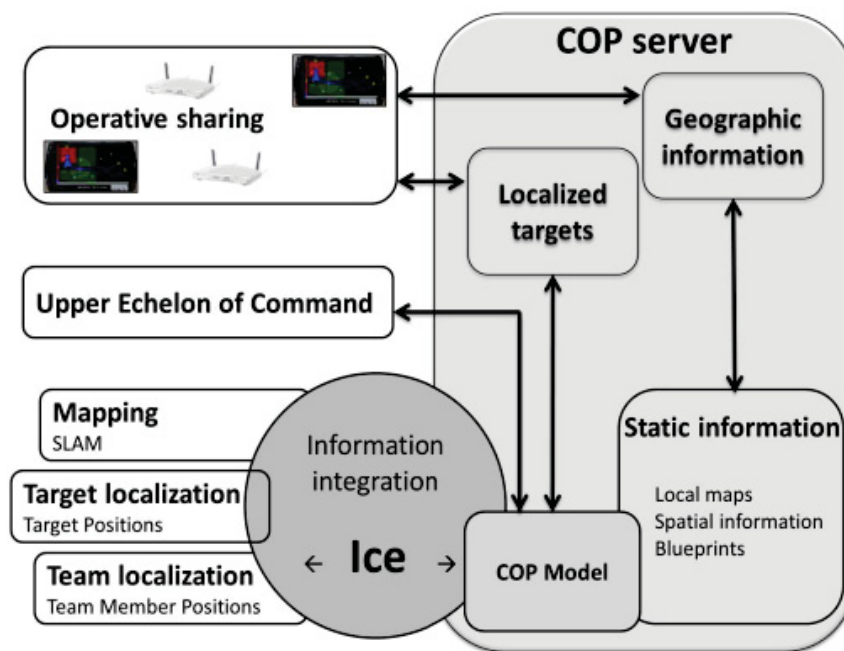 COP server
Operative sharing
Geographic
information
Localized
targets
Upper Echelon of Command
Mapping
SLAM
Target localization
Target Positions
Team localization
Team Member Positions
Information
integration
← Ice →
COP Model
Static information
Local maps
Spatial information
Blueprints